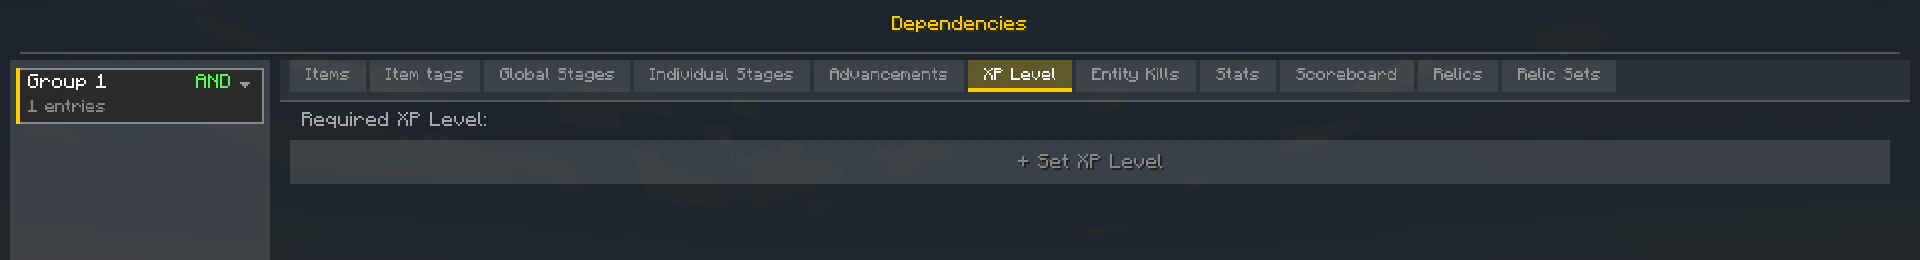 Dependencies
Group 1 AND
1 entries
Items Item tags Global Stages Individual Stages Advancements XP Level Entity Kills Stats Scoreboard Relics Relic Sets
Required XP Level:
+ Set XP Level